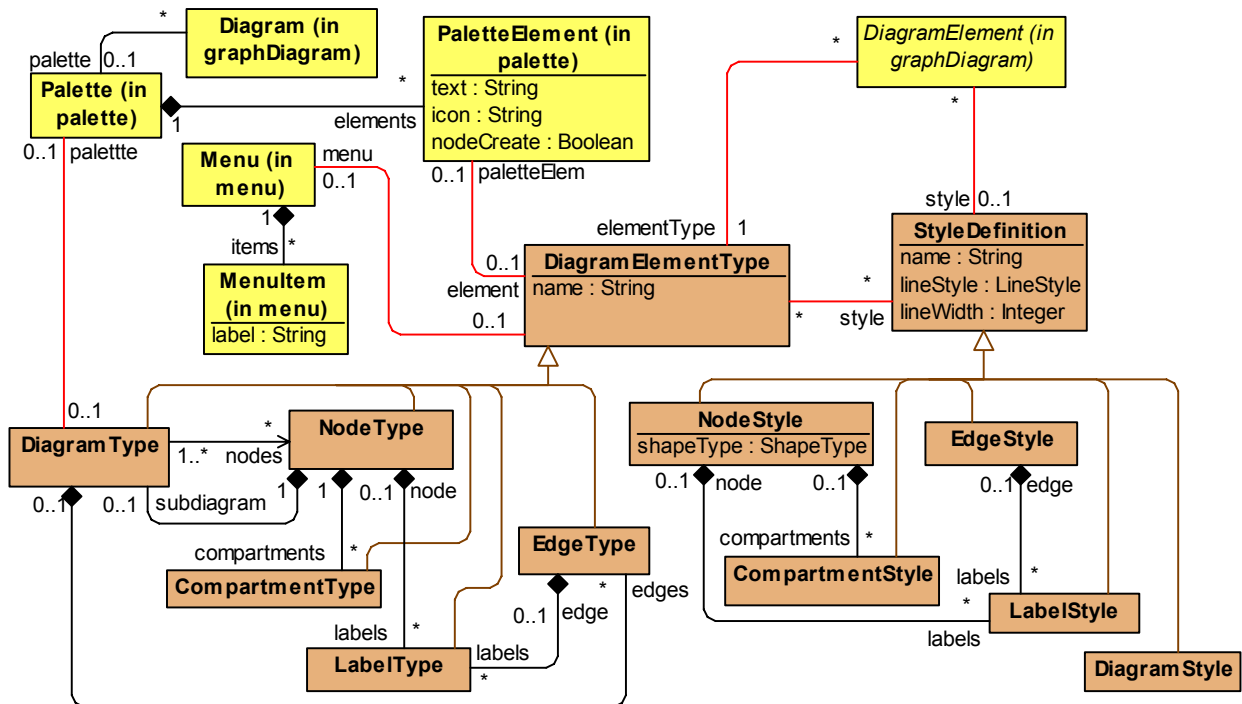 Diagram (in
graphDiagram)
*
palette
0..1
Palette (in
palette)
1
*
elements
PaletteElement (in
palette)
text : String
icon : String
nodeCreate : Boolean
DiagramElement (in
graphDiagram)
*
*
0..1
palettte
Menu (in
menu)
menu
0..1
1
items
*
MenuItem
(in menu)
label : String
0..1
paletteElem
elementType
1
style
0..1
0..1
element
0..1
DiagramElementType
name : String
*
*
style
StyleDefinition
name : String
lineStyle : LineStyle
lineWidth : Integer
0..1
DiagramType
*
1..*
nodes
NodeType
0..1
0..1
subdiagram
1
1
0..1
node
compartments
*
CompartmentType
EdgeType
*
edges
0..1
edge
labels
*
labels
*
LabelType
NodeStyle
shapeType : ShapeType
EdgeStyle
0..1
node
0..1
0..1
edge
compartments
*
CompartmentStyle
labels
*
*
labels
LabelStyle
DiagramStyle